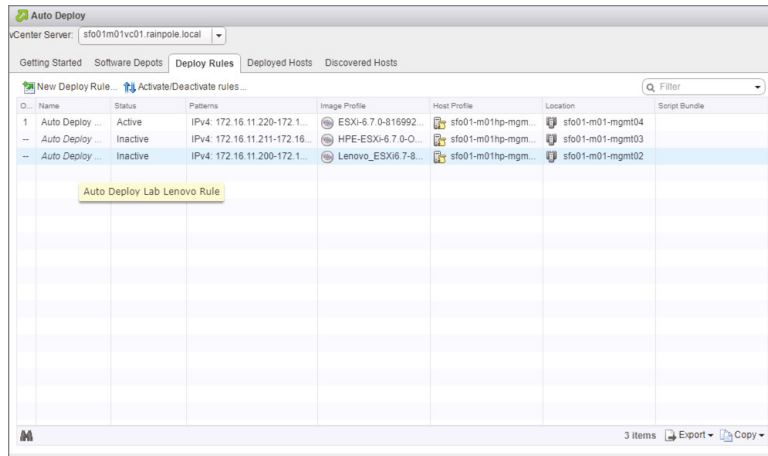 Auto Deploy
vCenter Server: sfo01m01vc01.rainpole.local
Getting Started Software Depots Deploy Rules Deployed Hosts Discovered Hosts
New Deploy Rule... Activate/Deactivate rules...
Filter
O... Name Status Patterns Image Profile Host Profile Location Script Bundle
1 Auto Deploy ... Active IPv4: 172.16.11.220-172.1... ESXi-6.7.0-816992... sfo01-m01hp-mgm... sfo01-m01-mgmt04
-- Auto Deploy ... Inactive IPv4: 172.16.11.211-172.16... HPE-ESXi-6.7.0-O... sfo01-m01hp-mgm... sfo01-m01-mgmt03
-- Auto Deploy ... Inactive IPv4: 172.16.11.200-172.1... Lenovo_ESXi6.7-8... sfo01-m01hp-mgm... sfo01-m01-mgmt02
Auto Deploy Lab Lenovo Rule
3 items Export Copy